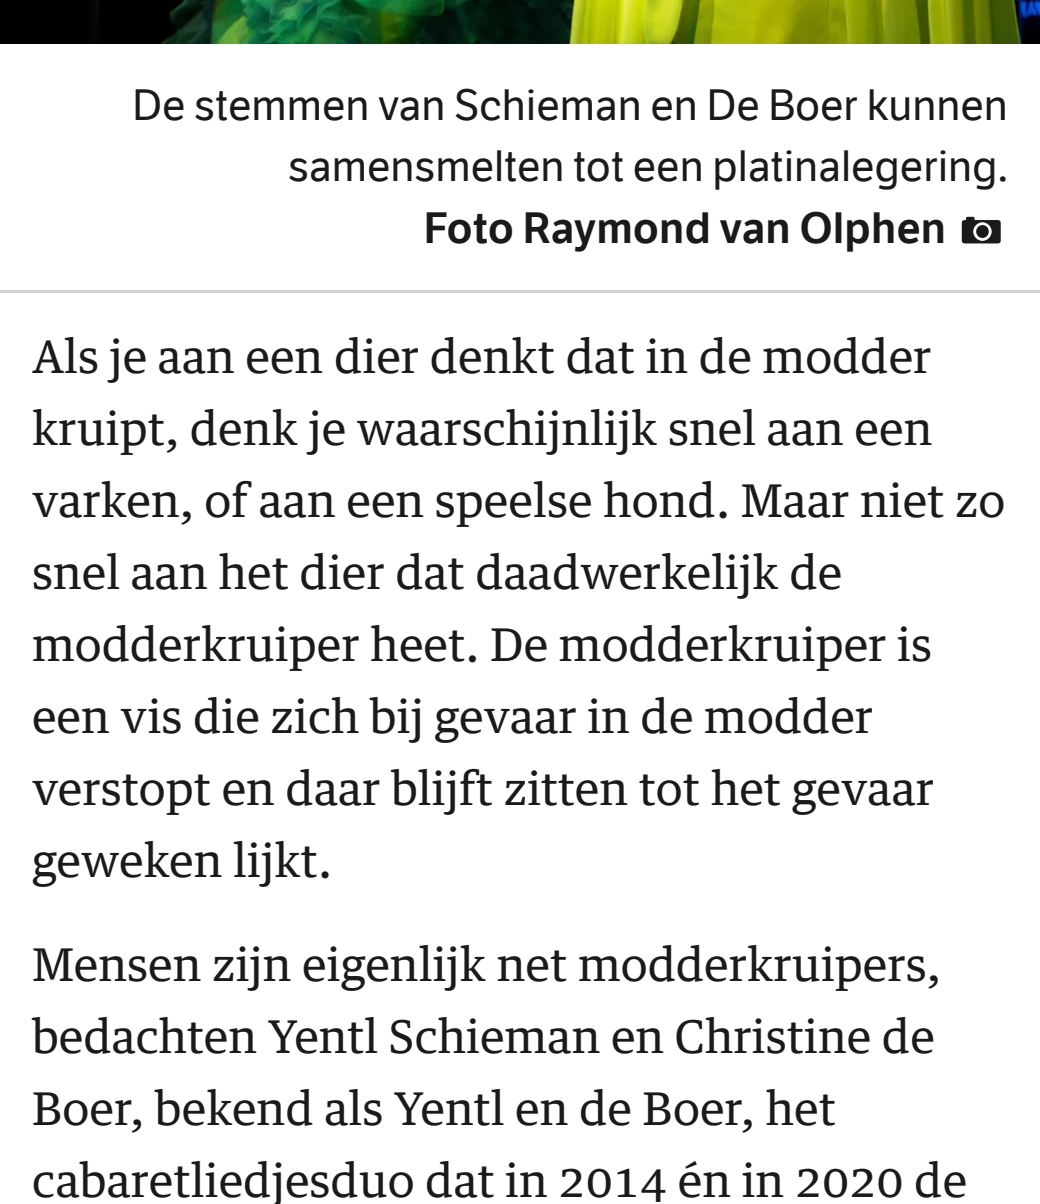 De stemmen van Schieman en De Boer kunnen
samensmelten tot een platinalegering.
Foto Raymond van Olphen
Als je aan een dier denkt dat in de modder
kruipt, denk je waarschijnlijk snel aan een
varken, of aan een speelse hond. Maar niet zo
snel aan het dier dat daadwerkelijk de
modderkruiper heet. De modderkruiper is
een vis die zich bij gevaar in de modder
verstopt en daar blijft zitten tot het gevaar
geweken lijkt.
Mensen zijn eigenlijk net modderkruipers,
bedachten Yentl Schieman en Christine de
Boer, bekend als Yentl en de Boer, het
cabaretliedjesduo dat in 2014 én in 2020 de